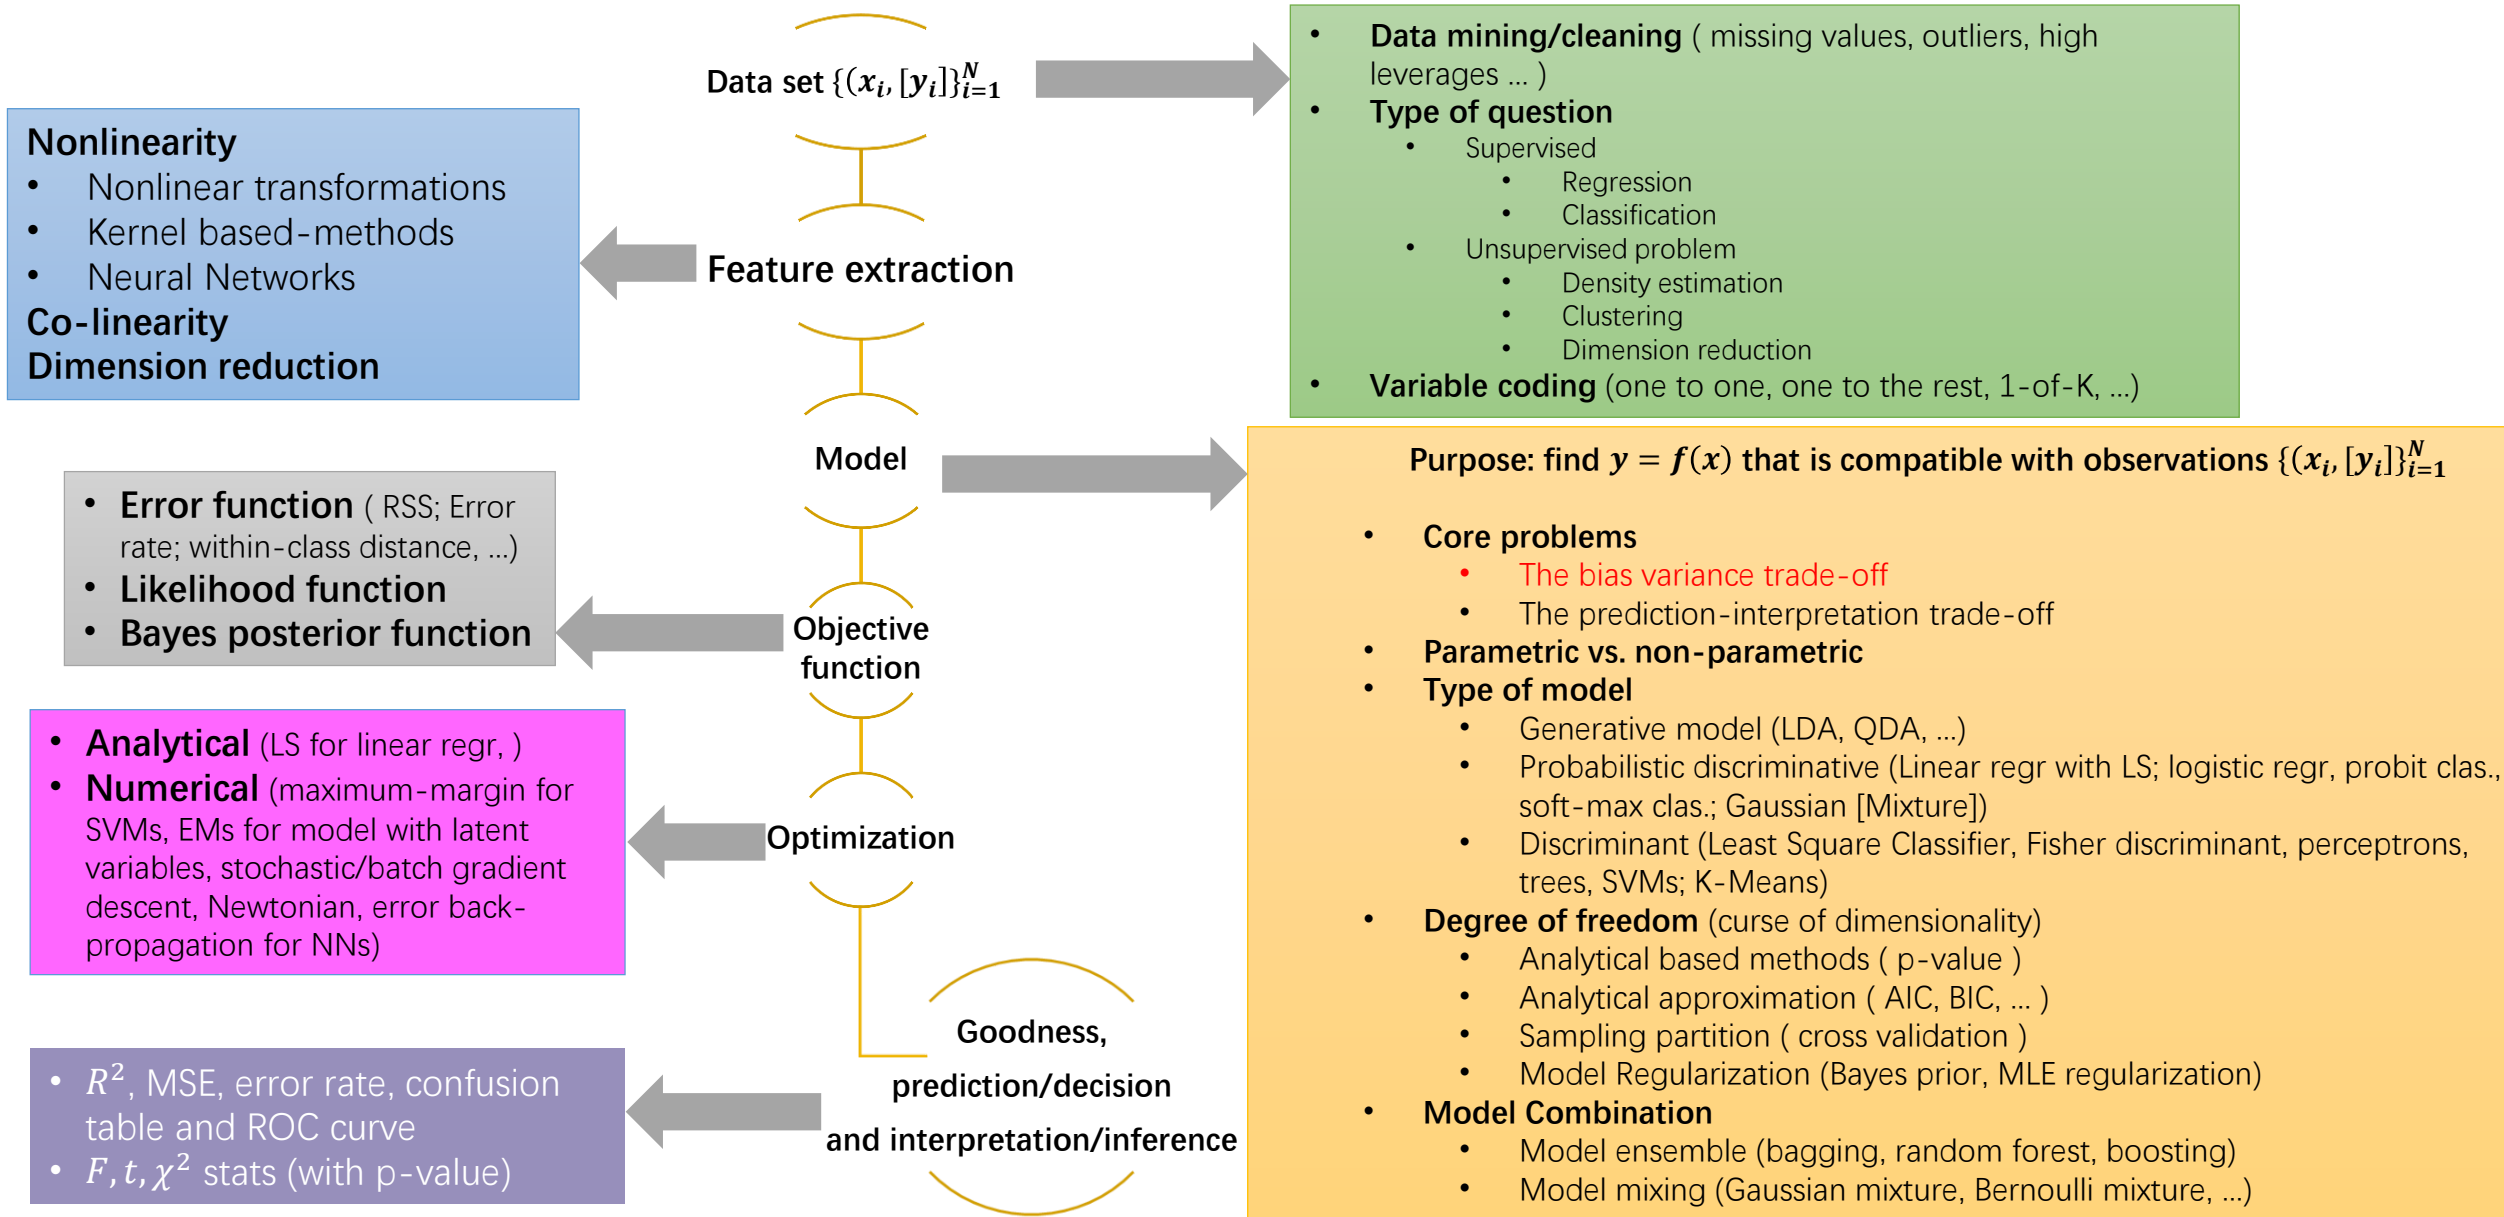 Data set {(x_i, [y_i]}_{i=1}^N
• Data mining/cleaning ( missing values, outliers, high
leverages ... )
• Type of question
• Supervised
• Regression
• Classification
• Unsupervised problem
• Density estimation
• Clustering
• Dimension reduction
• Variable coding (one to one, one to the rest, 1-of-K, ...)
Feature extraction
Nonlinearity
• Nonlinear transformations
• Kernel based-methods
• Neural Networks
Co-linearity
Dimension reduction
Model
Purpose: find y = f(x) that is compatible with observations {(x_i, [y_i]}_{i=1}^N
• Core problems
• The bias variance trade-off
• The prediction-interpretation trade-off
• Parametric vs. non-parametric
• Type of model
• Generative model (LDA, QDA, ...)
• Probabilistic discriminative (Linear regr with LS; logistic regr, probit clas.,
soft-max clas.; Gaussian [Mixture])
• Discriminant (Least Square Classifier, Fisher discriminant, perceptrons,
trees, SVMs; K-Means)
• Degree of freedom (curse of dimensionality)
• Analytical based methods ( p-value )
• Analytical approximation ( AIC, BIC, ... )
• Sampling partition ( cross validation )
• Model Regularization (Bayes prior, MLE regularization)
• Model Combination
• Model ensemble (bagging, random forest, boosting)
• Model mixing (Gaussian mixture, Bernoulli mixture, ...)
Objective
function
• Error function ( RSS; Error
rate; within-class distance, ...)
• Likelihood function
• Bayes posterior function
Optimization
• Analytical (LS for linear regr, )
• Numerical (maximum-margin for
SVMs, EMs for model with latent
variables, stochastic/batch gradient
descent, Newtonian, error back-
propagation for NNs)
Goodness,
prediction/decision
and interpretation/inference
• R², MSE, error rate, confusion
table and ROC curve
• F, t, χ² stats (with p-value)